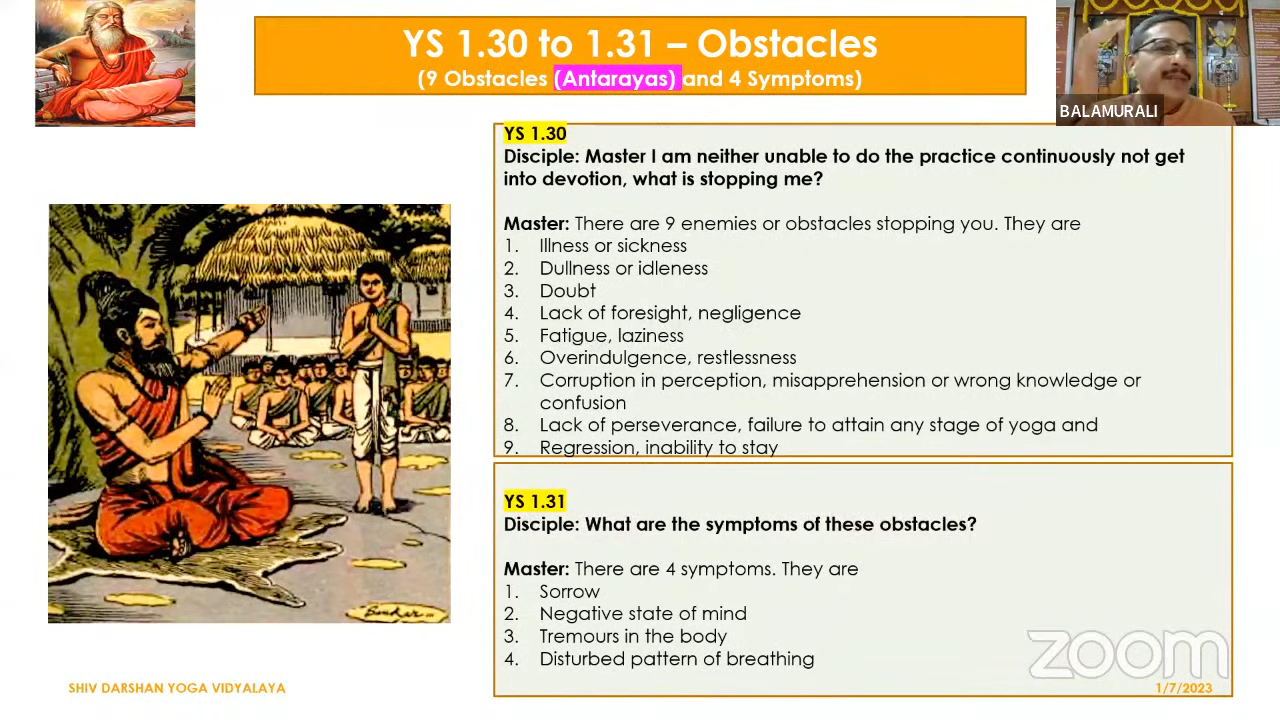 YS 1.30 to 1.31 – Obstacles
(9 Obstacles (Antarayas) and 4 Symptoms)
BALAMURALI
YS 1.30
Disciple: Master I am neither unable to do the practice continuously not get
into devotion, what is stopping me?
Master: There are 9 enemies or obstacles stopping you. They are
1. Illness or sickness
2. Dullness or idleness
3. Doubt
4. Lack of foresight, negligence
5. Fatigue, laziness
6. Overindulgence, restlessness
7. Corruption in perception, misapprehension or wrong knowledge or
confusion
8. Lack of perseverance, failure to attain any stage of yoga and
9. Regression, inability to stay
YS 1.31
Disciple: What are the symptoms of these obstacles?
Master: There are 4 symptoms. They are
1. Sorrow
2. Negative state of mind
3. Tremours in the body
4. Disturbed pattern of breathing
zoom
SHIV DARSHAN YOGA VIDYALAYA
1/7/2023